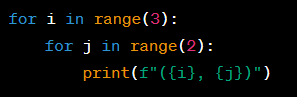 for i in range(3):
    for j in range(2):
        print(f"({i}, {j})")